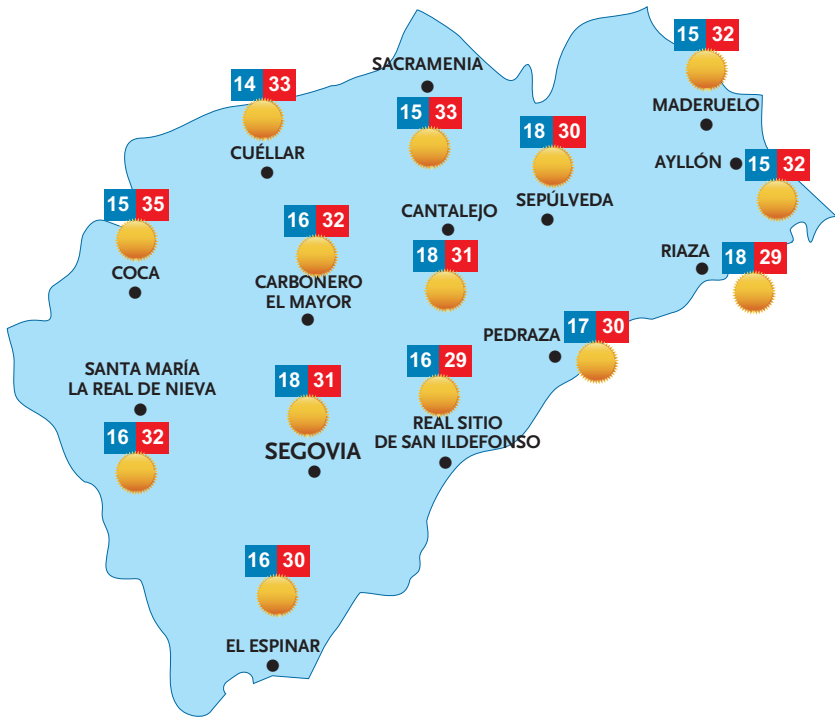 15 32
MADERUELO
SACRAMENIA
15 33
14 33
CUÉLLAR
18 30
SEPÚLVEDA
AYLLÓN
15 32
15 35
COCA
16 32
CARBONERO
EL MAYOR
CANTALEJO
18 31
RIAZA
18 29
PEDRAZA
17 30
SANTA MARÍA
LA REAL DE NIEVA
16 32
18 31
SEGOVIA
16 29
REAL SITIO
DE SAN ILDEFONSO
16 30
EL ESPINAR